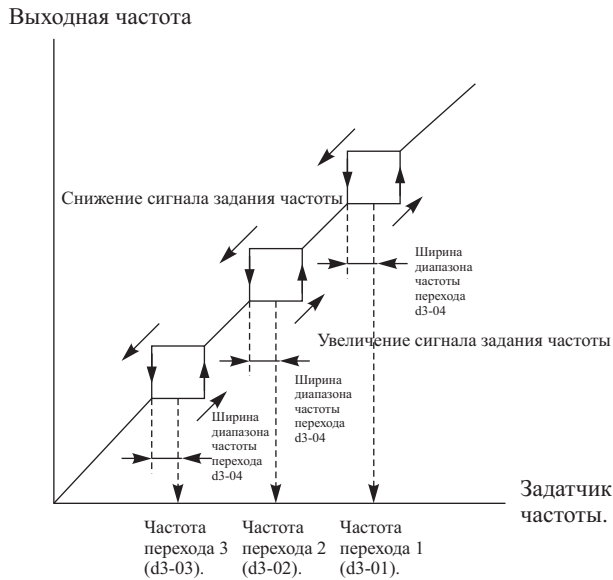 Выходная частота
Снижение сигнала задания частоты
Ширина
диапазона
частоты
перехода
d3-04
Увеличение сигнала задания частоты
Ширина
диапазона
частоты
перехода
d3-04
Ширина
диапазона
частоты
перехода
d3-04
Задатчик
частоты.
Частота
перехода 3
(d3-03).
Частота
перехода 2
(d3-02).
Частота
перехода 1
(d3-01).